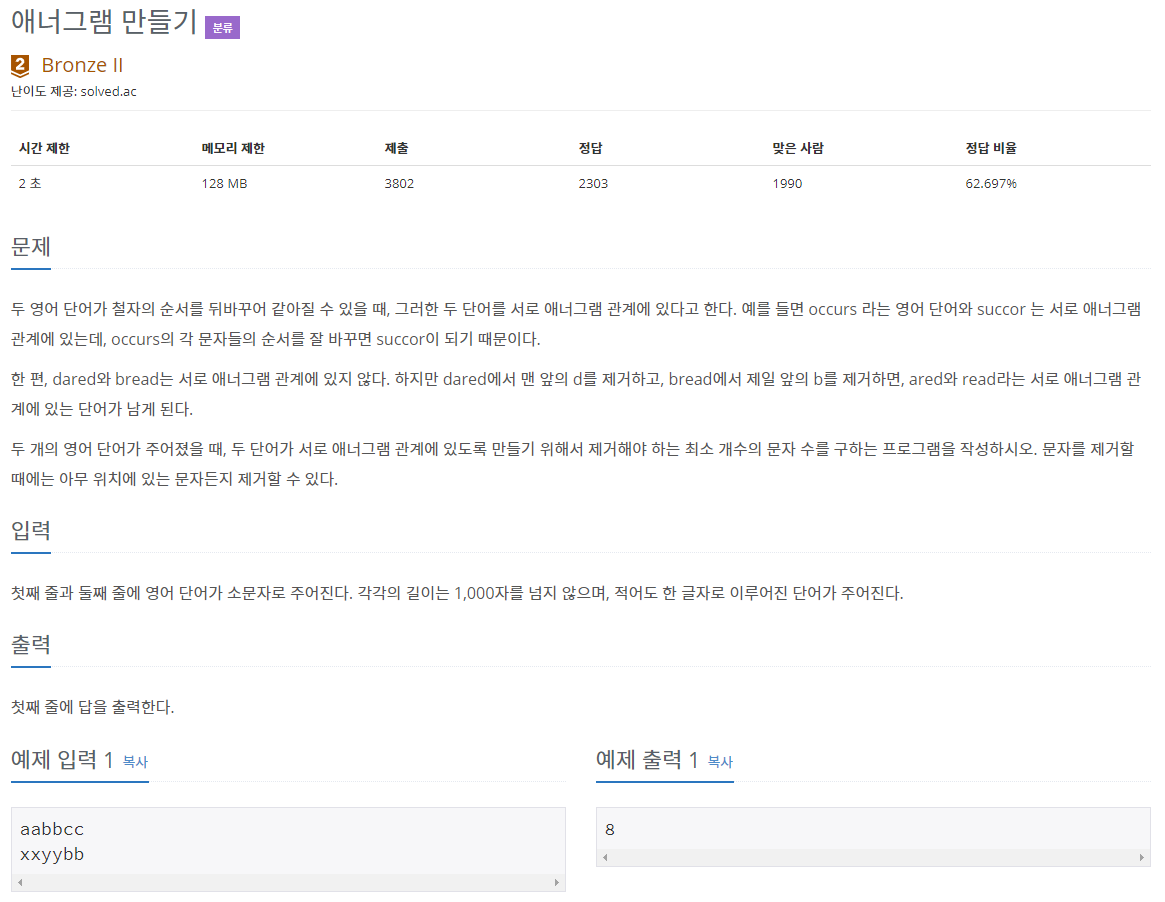 애너그램 만들기 분류
2 Bronze II
난이도 제공: solved.ac
시간 제한 메모리 제한 제출 정답 맞은 사람 정답 비율
2 초 128 MB 3802 2303 1990 62.697%
문제
두 영어 단어가 철자의 순서를 뒤바꾸어 같아질 수 있을 때, 그러한 두 단어를 서로 애너그램 관계에 있다고 한다. 예를 들면 occurs 라는 영어 단어와 succor 는 서로 애너그램
관계에 있는데, occurs의 각 문자들의 순서를 잘 바꾸면 succor이 되기 때문이다.
한 편, dared와 bread는 서로 애너그램 관계에 있지 않다. 하지만 dared에서 맨 앞의 d를 제거하고, bread에서 제일 앞의 b를 제거하면, ared와 read라는 서로 애너그램 관
계에 있는 단어가 남게 된다.
두 개의 영어 단어가 주어졌을 때, 두 단어가 서로 애너그램 관계에 있도록 만들기 위해서 제거해야 하는 최소 개수의 문자 수를 구하는 프로그램을 작성하시오. 문자를 제거할
때에는 아무 위치에 있는 문자든지 제거할 수 있다.
입력
첫째 줄과 둘째 줄에 영어 단어가 소문자로 주어진다. 각각의 길이는 1,000자를 넘지 않으며, 적어도 한 글자로 이루어진 단어가 주어진다.
출력
첫째 줄에 답을 출력한다.
예제 입력 1 복사
aabbcc
xxyybb
예제 출력 1 복사
8